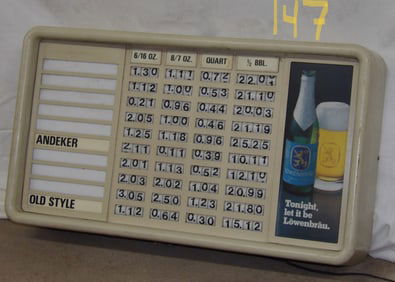 147
6/16 OZ. 8/7 OZ. QUART ½ BBL.
1.30 1.11 0.72 22.01
1.12 1.00 0.53 21.10
0.21 0.96 0.44 20.03
2.05 1.00 0.46 21.19
ANDEKER 1.25 1.18 0.96 25.25
2.11 0.11 0.39 10.11
2.01 1.13 0.52 12.10
2.03 2.02 1.04 20.99
3.05 2.50 1.23 21.80
OLD STYLE 1.12 0.64 0.30 15.12
Tonight,
let it be
Löwenbräu.